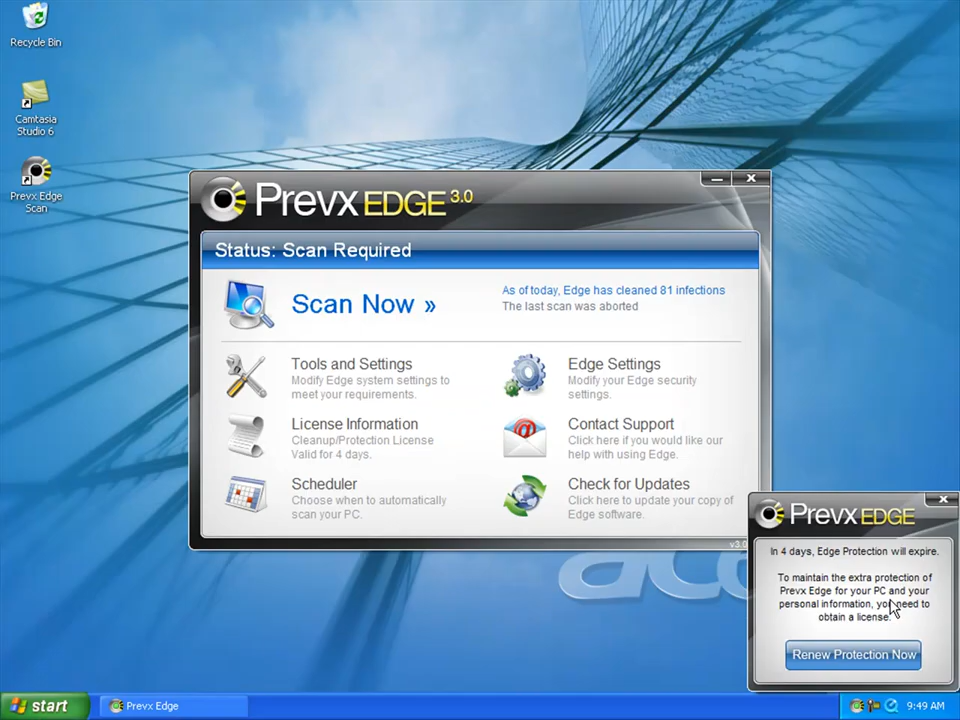 Recycle Bin
Camtasia
Studio 6
Prevx Edge
Scan
Prevx EDGE 3.0
Status: Scan Required
Scan Now »
As of today, Edge has cleaned 81 infections
The last scan was aborted
Tools and Settings
Modify Edge system settings to
meet your requirements.
Edge Settings
Modify your Edge security
settings.
License Information
Cleanup/Protection License
Valid for 4 days.
Contact Support
Click here if you would like our
help with using Edge.
Scheduler
Choose when to automatically
scan your PC.
Check for Updates
Click here to update your copy of
Edge software.
Prevx EDGE
In 4 days, Edge Protection will expire.
To maintain the extra protection of
Prevx Edge for your PC and your
personal information, you need to
obtain a license.
Renew Protection Now
start
Prevx Edge
9:49 AM